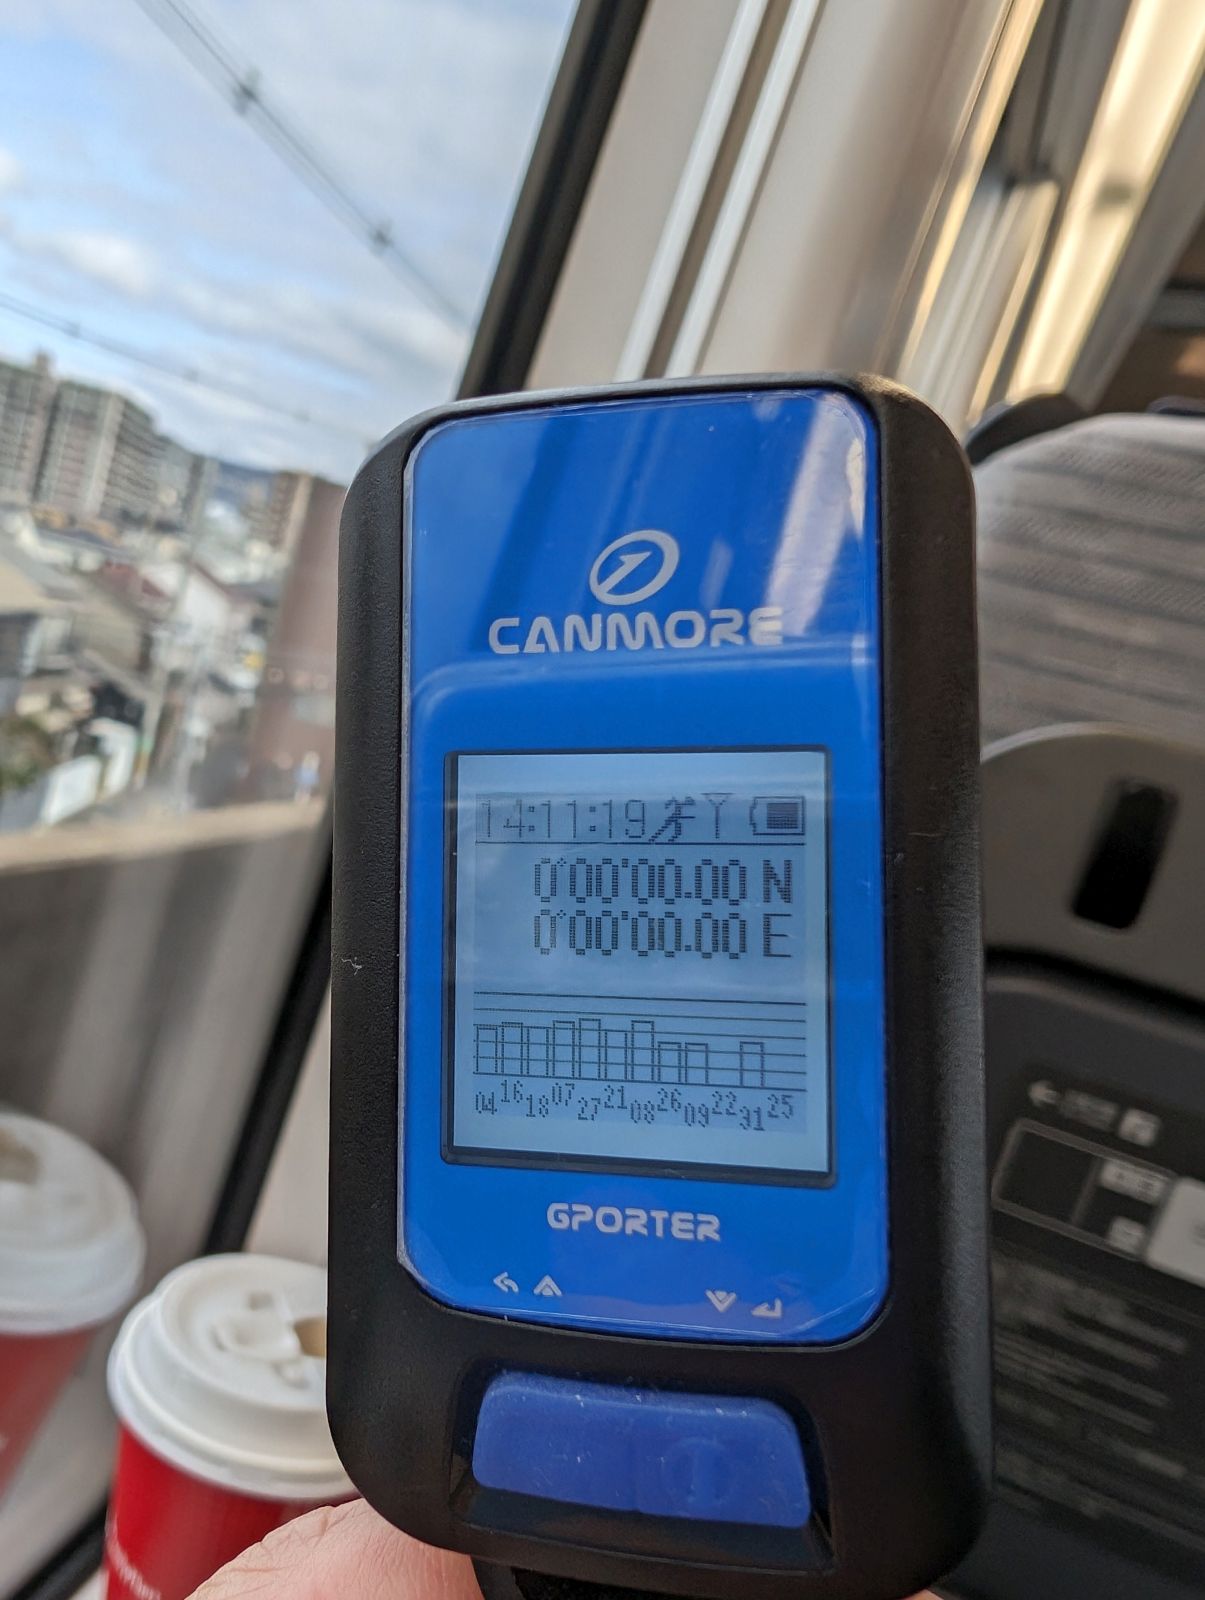 CANMORE
14:11:19
0°00'00.00 N
0°00'00.00 E
04 16 18 07 27 21 08 26 09 22 31 25
GPORTER